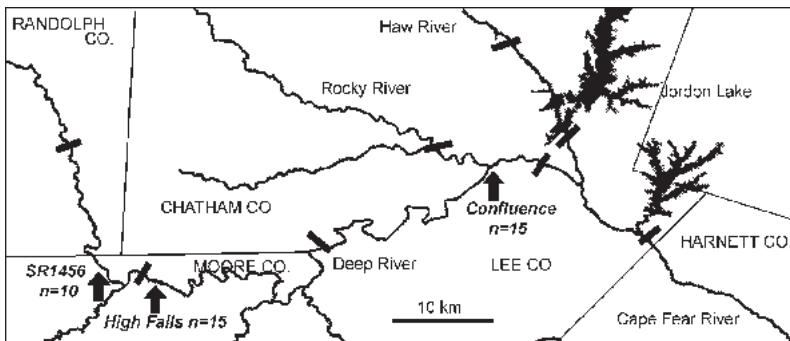 RANDOLPH
CO.
Haw River
Rocky River
Jordon Lake
CHATHAM CO
Confluence
n=15
SR1456
n=10
MOORE CO.
Deep River
LEE CO
HARNETT CO.
High Falls n=15
10 km
Cape Fear River